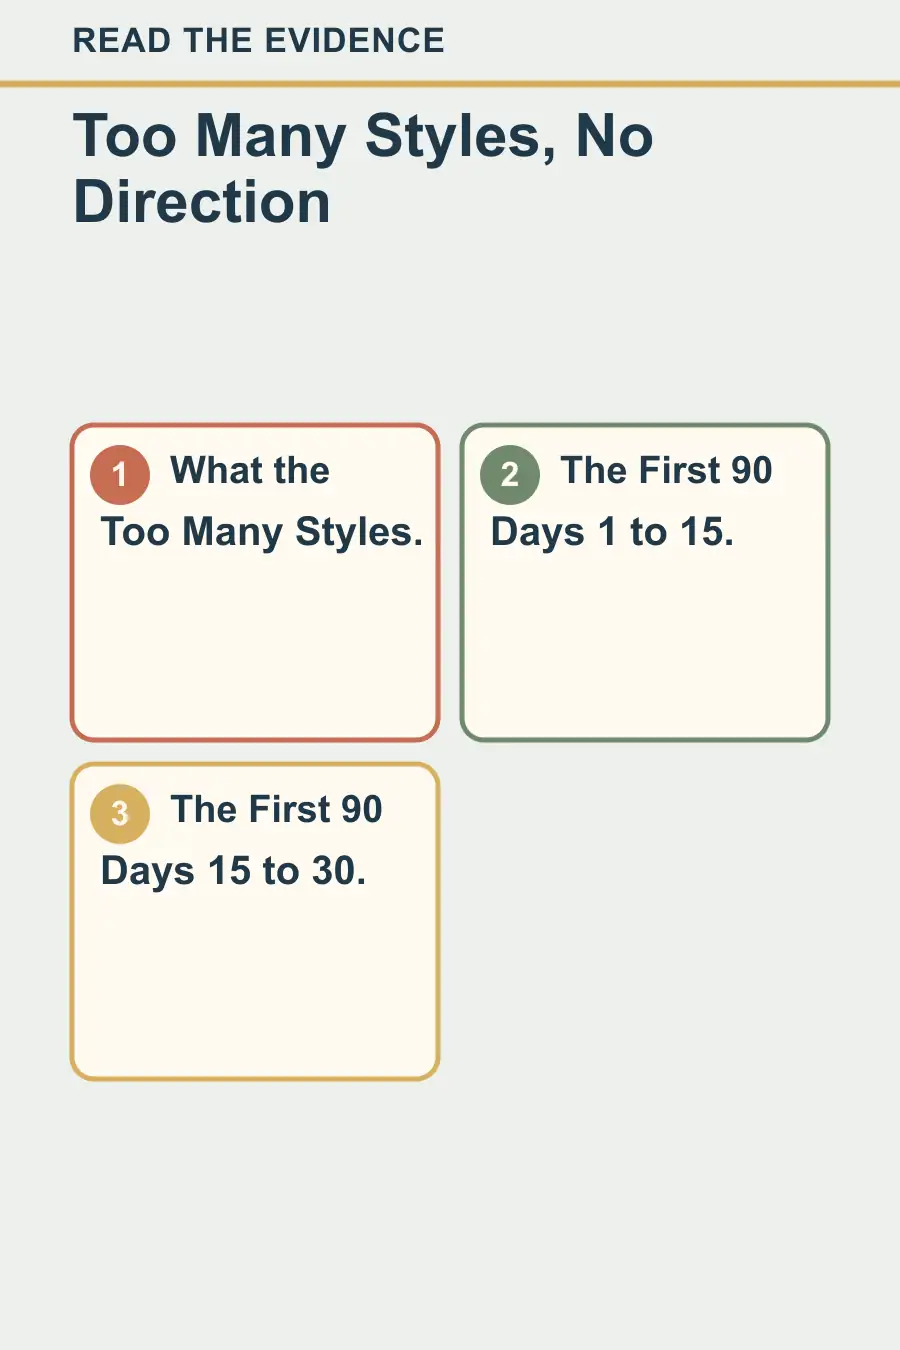 READ THE EVIDENCE
Too Many Styles, No
Direction
1 What the
Too Many Styles.
2 The First 90
Days 1 to 15.
3 The First 90
Days 15 to 30.